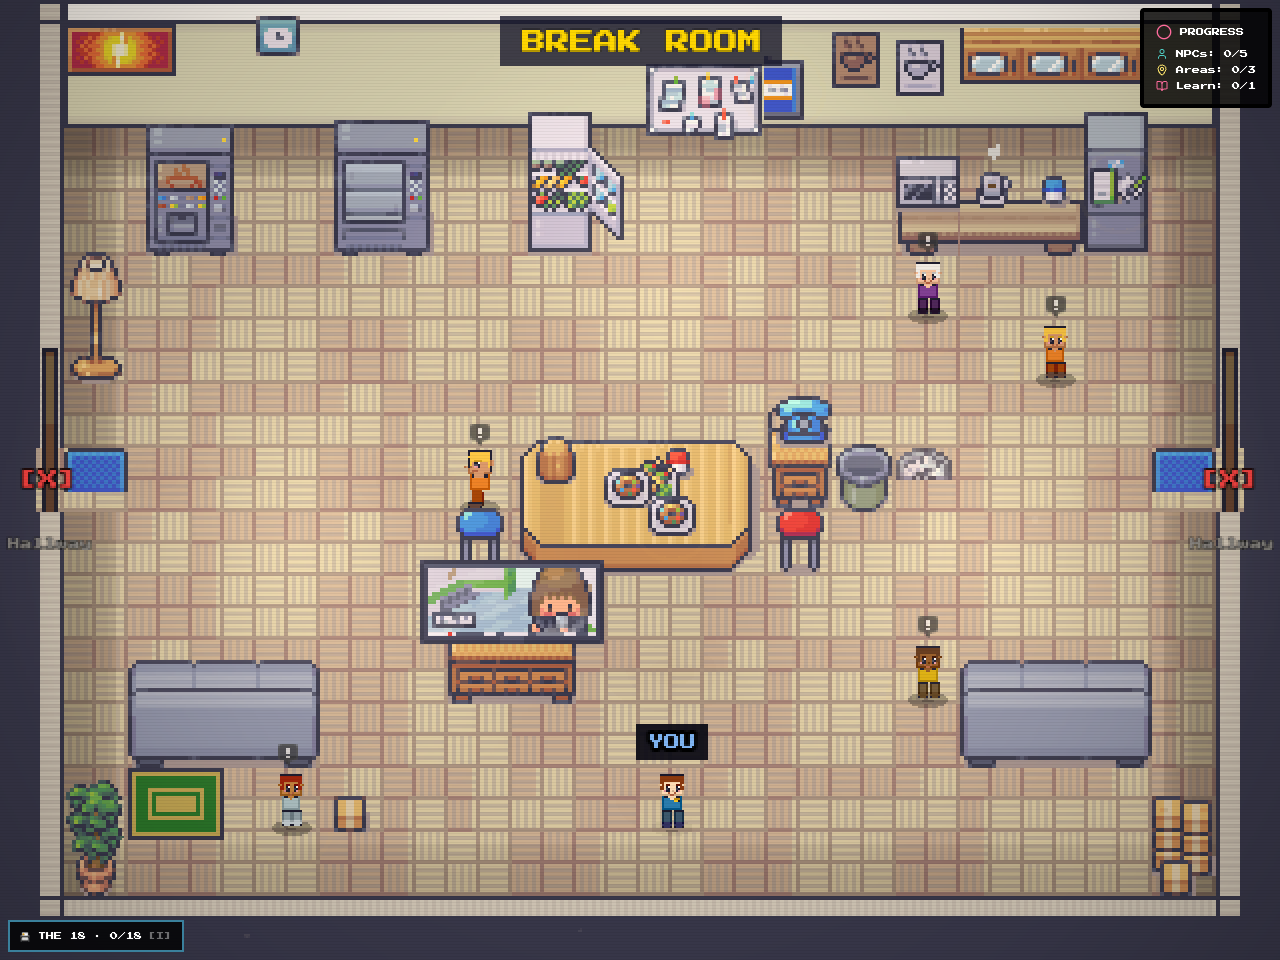 BREAK ROOM
PROGRESS
NPCs: 0/5
Areas: 0/3
Learn: 0/1
!
!
!
[X]
[X]
Hallway
Hallway
!
YOU
!
THE 18 · 0/18 [I]